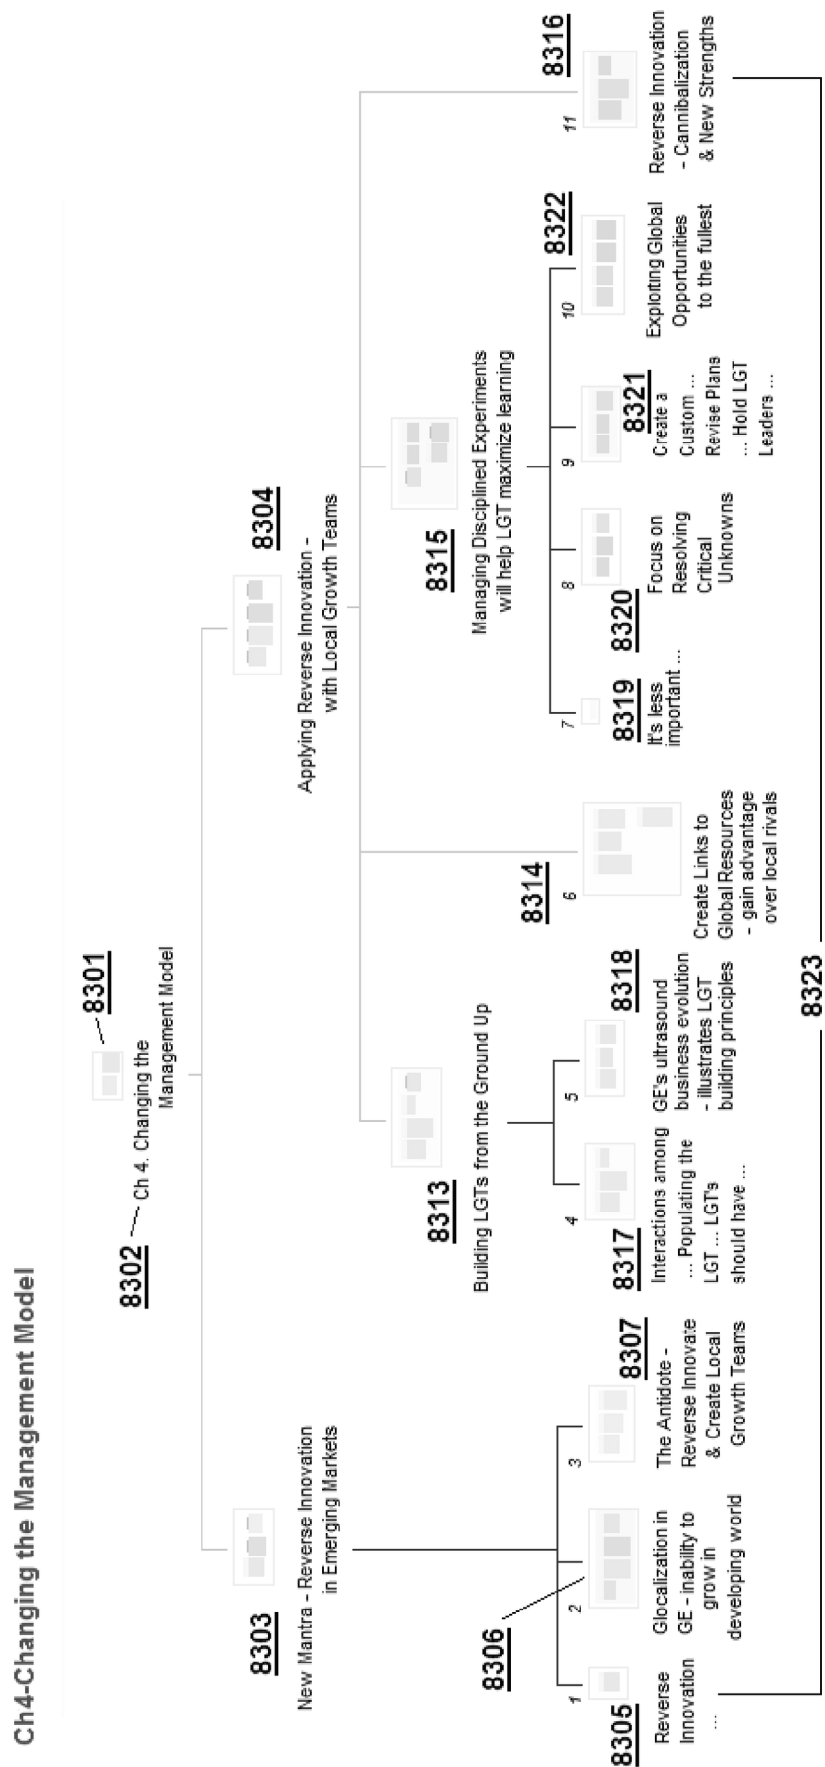 Ch4-Changing the Management Model
8301
8302
Ch 4. Changing the
Management Model
8303
New Mantra - Reverse Innovation
in Emerging Markets
8304
Applying Reverse Innovation -
with Local Growth Teams
8313
Building LGTs from the Ground Up
8315
Managing Disciplined Experiments
will help LGT maximize learning
1
8305
Reverse
Innovation
...
8306
2
Glocalization in
GE - inability to
grow in
developing world
3
8307
The Antidote -
Reverse Innovate
& Create Local
Growth Teams
4
8317
Interactions among
... Populating the
LGT ... LGT's
should have ...
5
8318
GE's ultrasound
business evolution
- illustrates LGT
building principles
6
8314
Create Links to
Global Resources
- gain advantage
over local rivals
7
8319
It's less
important ...
8
8320
Focus on
Resolving
Critical
Unknowns
9
8321
Create a
Custom ...
Revise Plans
... Hold LGT
Leaders ...
10
8322
Exploiting Global
Opportunities
to the fullest
11
8316
Reverse Innovation
- Cannibalization
& New Strengths
8323